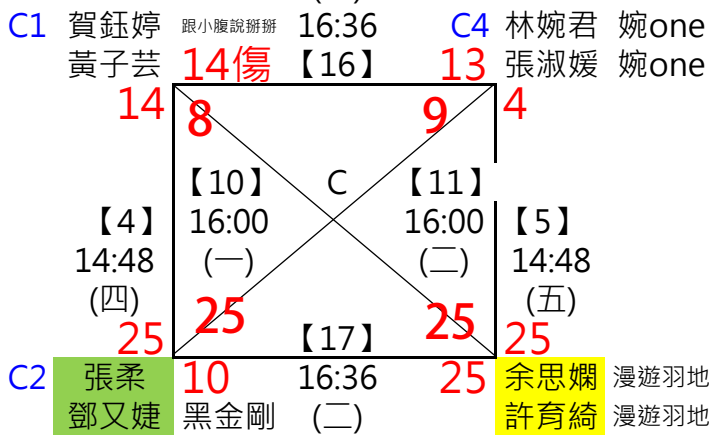 C1 賀鈺婷 跟小腹說掰掰 16:36 C4 林婉君 婉one
黃子芸 14傷 【16】 13 張淑媛 婉one
14 8 9 4
【10】 C 【11】
【4】 16:00 16:00 【5】
14:48 (一) (二) 14:48
(四) (五)
25 25 25 25
【17】
C2 張柔 10 16:36 25 余思嫻 漫遊羽地
鄧又婕 黑金剛 (二) 許育綺 漫遊羽地